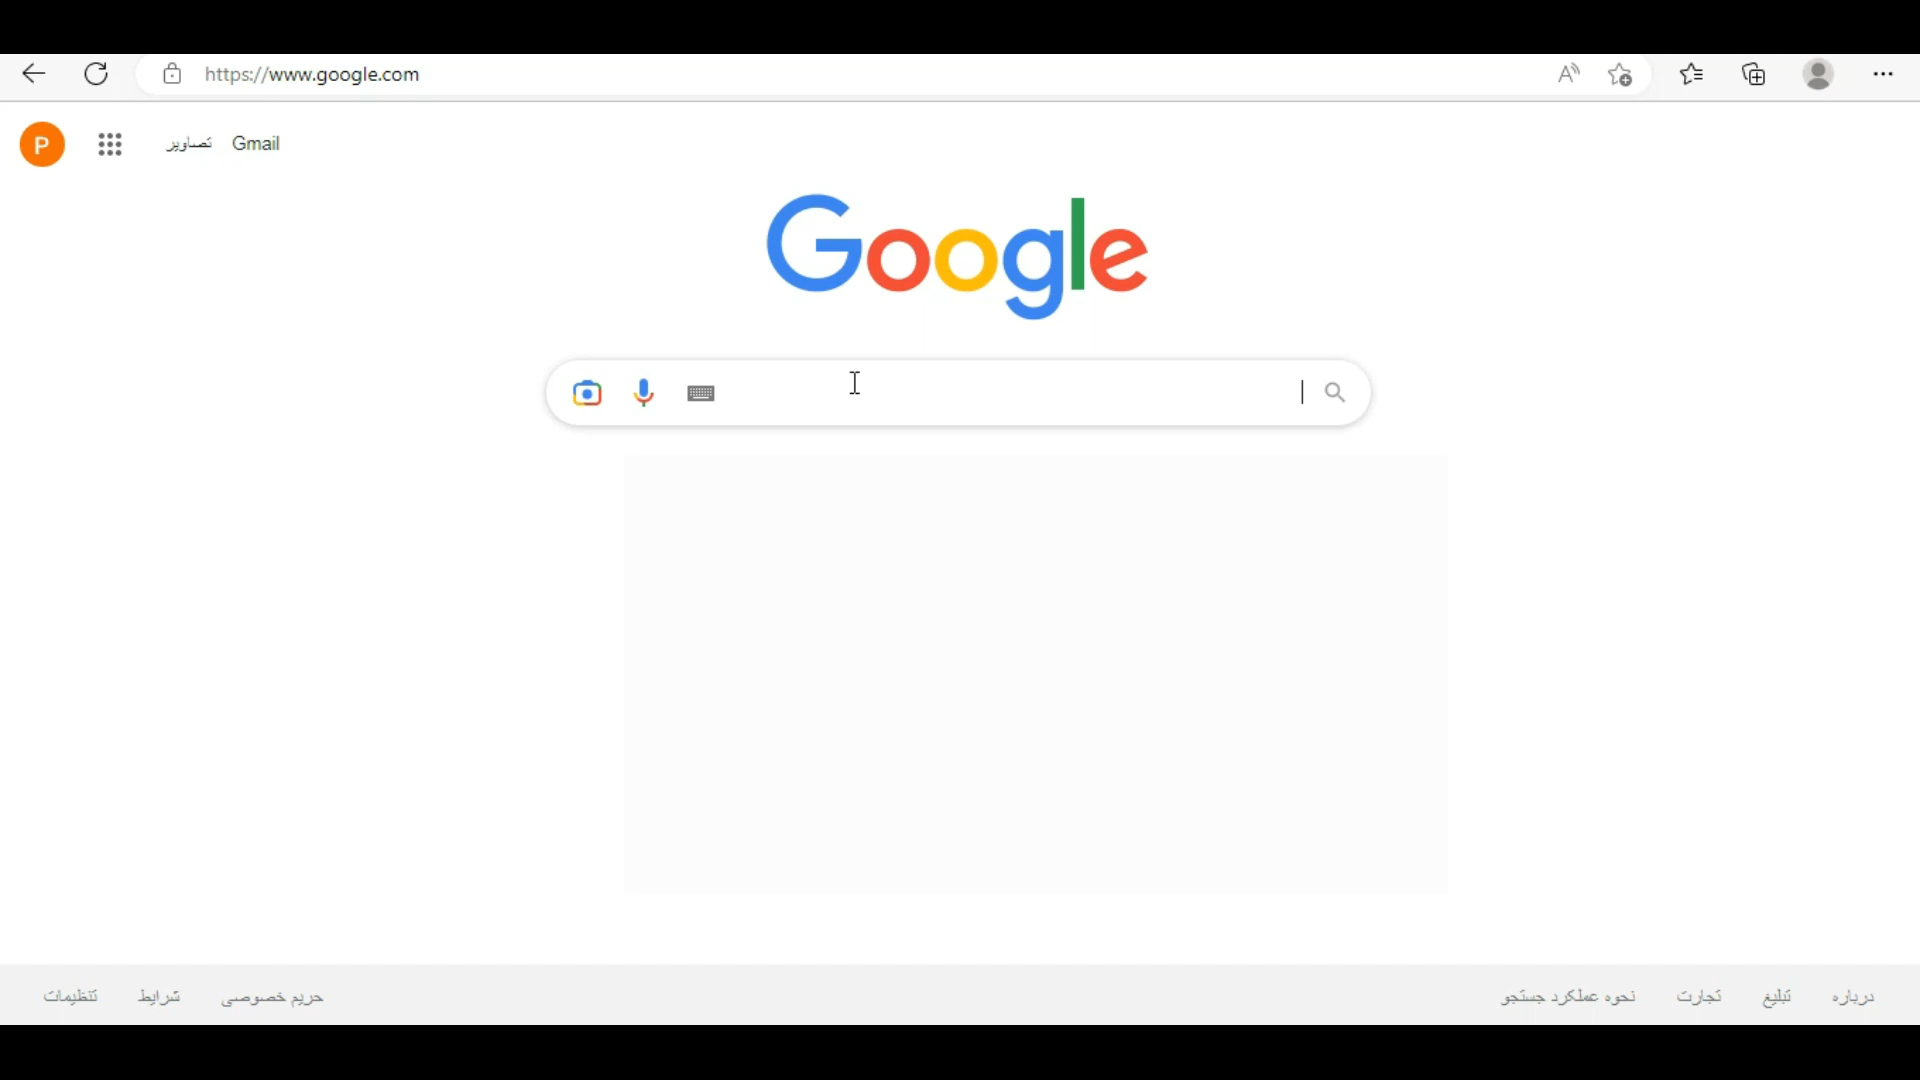 https://www.google.com
P
تصاویر Gmail
Google
درباره تبلیغ تجارت نحوه عملکرد جستجو
حریم خصوصی شرایط تنظیمات